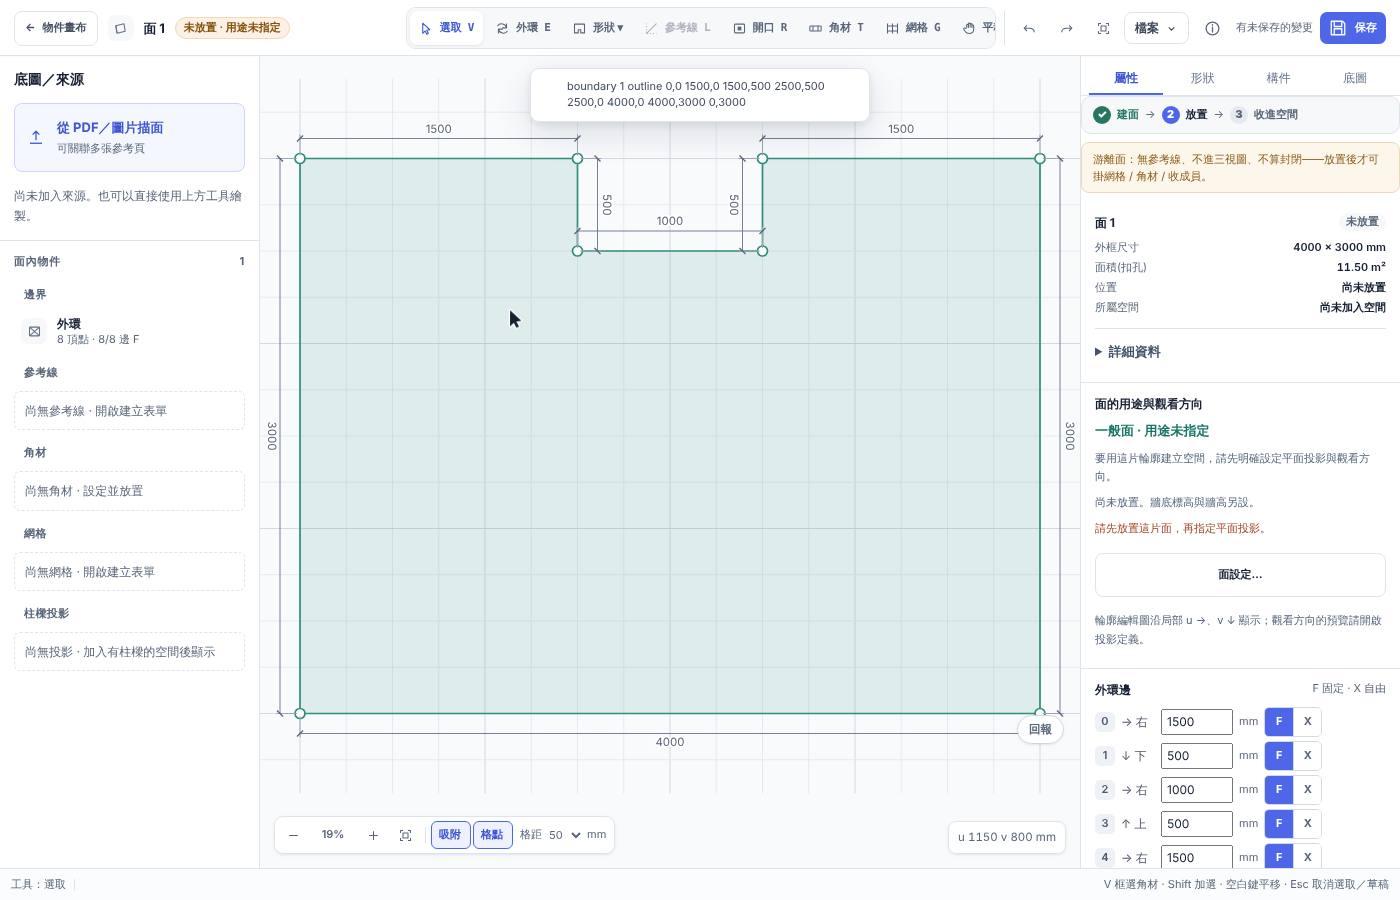 ← 物件畫布
面 1
未放置 · 用途未指定
選取 V
外環 E
形狀 ▾
參考線 L
開口 R
角材 T
網格 G
檔案
有未保存的變更
保存
底圖／來源
從 PDF／圖片描面
可關聯多張參考頁
尚未加入來源。也可以直接使用上方工具繪
製。
面內物件 1
邊界
外環
8 頂點 · 8/8 邊 F
參考線
尚無參考線 · 開啟建立表單
角材
尚無角材 · 設定並放置
網格
尚無網格 · 開啟建立表單
柱樑投影
尚無投影 · 加入有柱樑的空間後顯示
boundary 1 outline 0,0 1500,0 1500,500 2500,500
2500,0 4000,0 4000,3000 0,3000
1500
1500
500
500
1000
3000
3000
4000
回報
19%
吸附
格點
格距 50 mm
u 1150 v 800 mm
屬性
形狀
構件
底圖
建面 → 2 放置 → 3 收進空間
游離面：無參考線、不進三視圖、不算封閉——放置後才可
掛網格 / 角材 / 收成員。
面 1 未放置
外框尺寸 4000 × 3000 mm
面積(扣孔) 11.50 m²
位置 尚未放置
所屬空間 尚未加入空間
▶ 詳細資料
面的用途與觀看方向
一般面 · 用途未指定
要用這片輪廓建立空間，請先明確設定平面投影與觀看方
向。
尚未放置。牆底標高與牆高另設。
請先放置這片面，再指定平面投影。
面設定...
輪廓編輯圖沿局部 u →、v ↓ 顯示；觀看方向的預覽請開啟
投影定義。
外環邊 F 固定 · X 自由
0 → 右 1500 mm F X
1 ↓ 下 500 mm F X
2 → 右 1000 mm F X
3 ↑ 上 500 mm F X
4 → 右 1500 mm F X
工具：選取
V 框選角材 · Shift 加選 · 空白鍵平移 · Esc 取消選取／草稿